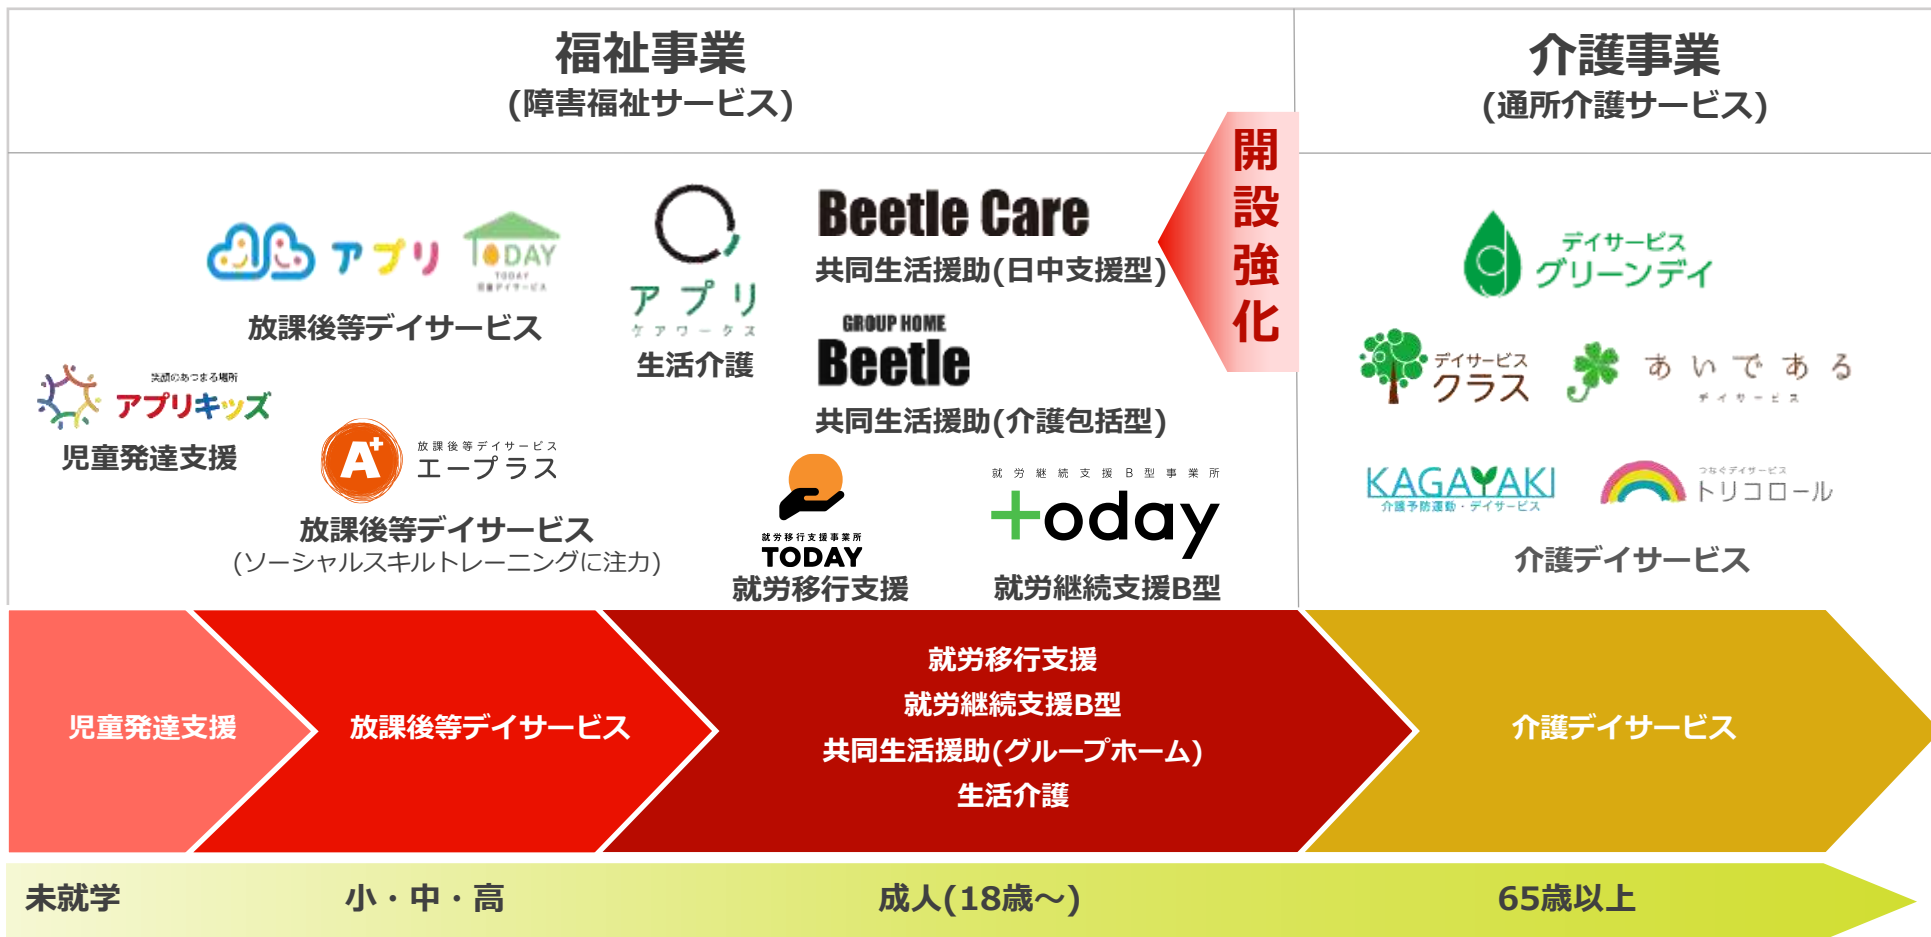 福祉事業
(障害福祉サービス)
介護事業
(通所介護サービス)
開設強化
アプリ
TODAY
TODAY
児童デイサービス
放課後等デイサービス
笑顔のあつまる場所
アプリキッズ
児童発達支援
A+
放課後等デイサービス
エープラス
放課後等デイサービス
(ソーシャルスキルトレーニングに注力)
アプリ
ケアワークス
生活介護
Beetle Care
共同生活援助(日中支援型)
GROUP HOME
Beetle
共同生活援助(介護包括型)
就労移行支援事業所
TODAY
就労移行支援
就労継続支援B型事業所
today
就労継続支援B型
デイサービス
グリーンデイ
デイサービス
クラス
あいである
デイサービス
KAGAYAKI
介護予防運動・デイサービス
つなぐデイサービス
トリコロール
介護デイサービス
児童発達支援
放課後等デイサービス
就労移行支援
就労継続支援B型
共同生活援助(グループホーム)
生活介護
介護デイサービス
未就学
小・中・高
成人(18歳～)
65歳以上